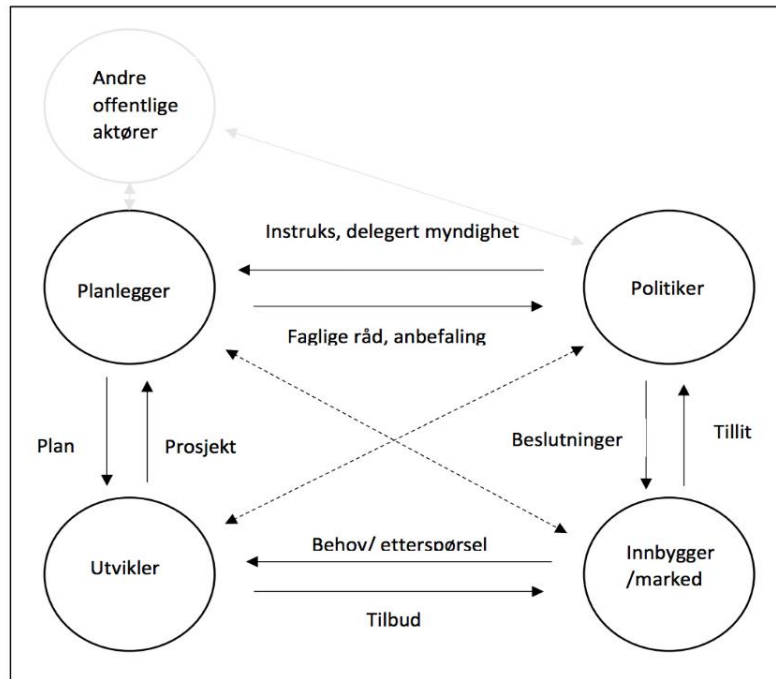 Andre
offentlige
aktører
Instruks, delegert myndighet
Planlegger
Politiker
Faglige råd, anbefaling
Plan
Prosjekt
Beslutninger
Tillit
Behov/ etterspørsel
Utvikler
Innbygger
/marked
Tilbud